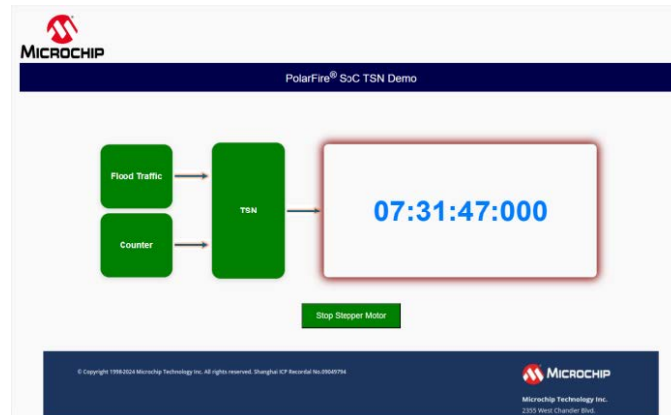 MICROCHIP
PolarFire® SoC TSN Demo
Flood Traffic
TSN
07:31:47:000
Counter
Stop Stepper Motor
© Copyright 1998-2024 Microchip Technology Inc. All rights reserved. Shanghai ICP Recordal No.09049794
MICROCHIP
Microchip Technology Inc.
2355 West Chandler Blvd.